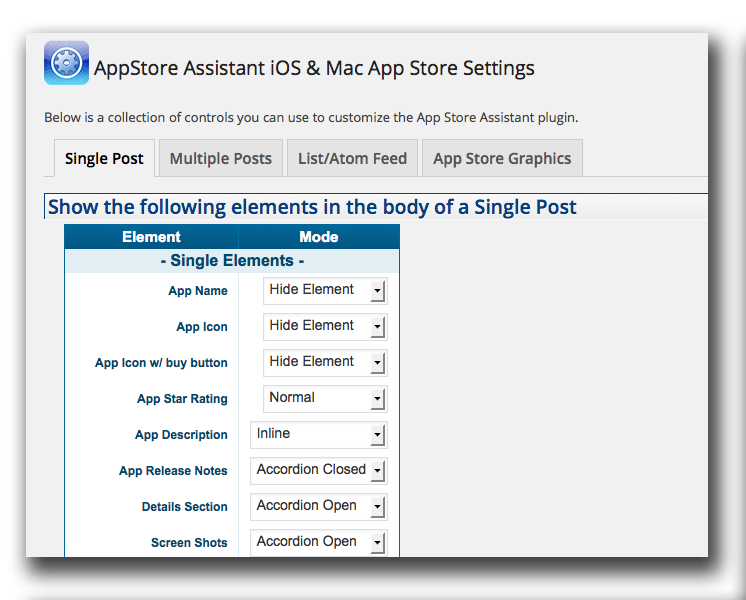 AppStore Assistant iOS & Mac App Store Settings
Below is a collection of controls you can use to customize the App Store Assistant plugin.
Single Post Multiple Posts List/Atom Feed App Store Graphics
Show the following elements in the body of a Single Post
Element Mode
- Single Elements -
App Name Hide Element
App Icon Hide Element
App Icon w/ buy button Hide Element
App Star Rating Normal
App Description Inline
App Release Notes Accordion Closed
Details Section Accordion Open
Screen Shots Accordion Open